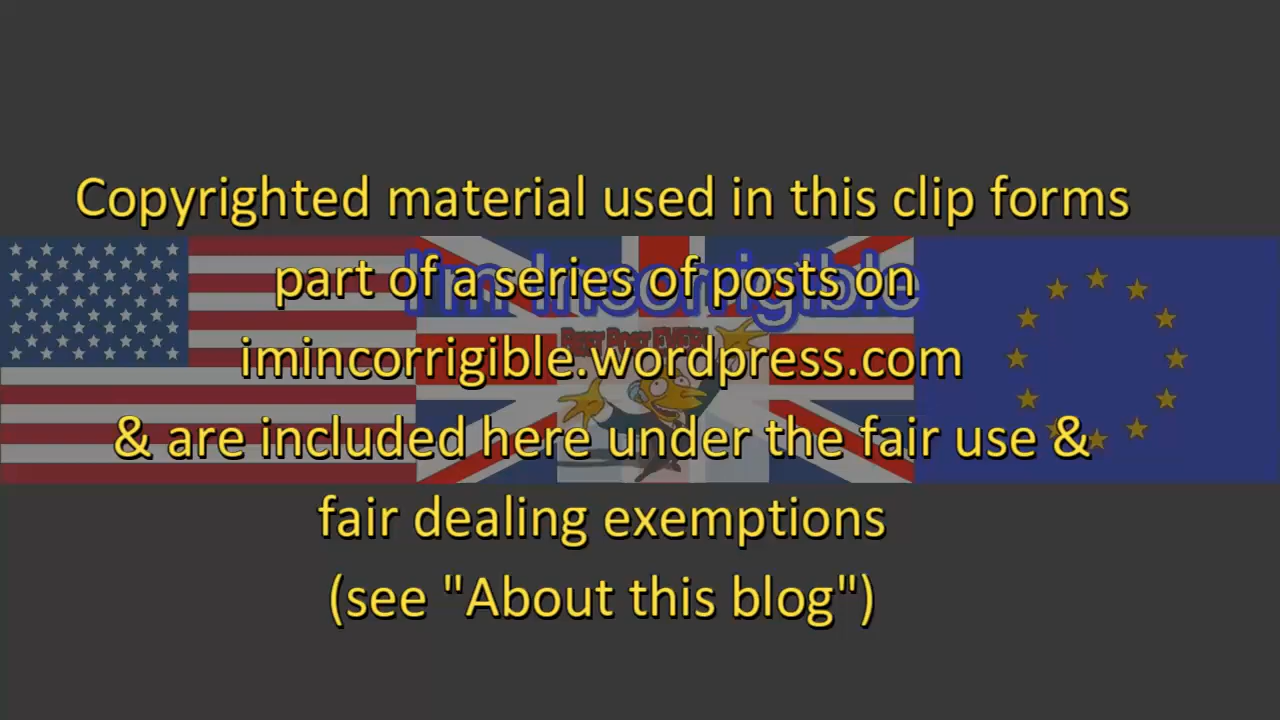 Copyrighted material used in this clip forms
part of a series of posts on
I'm Incorrigible
imincorrigible.wordpress.com
& are included here under the fair use &
fair dealing exemptions
(see "About this blog")